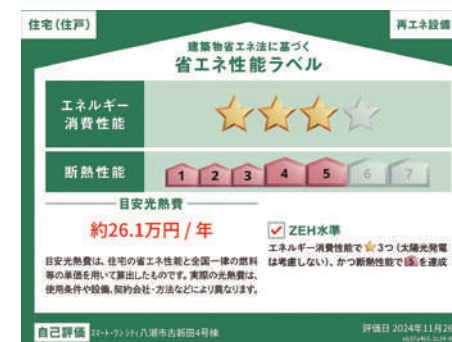 住宅(住戸)
再エネ設備
建築物省エネ法に基づく
省エネ性能ラベル
エネルギー
消費性能
断熱性能
1 2 3 4 5 6 7
目安光熱費
約26.1万円 / 年
目安光熱費は、住宅の省エネ性能と全国一律の燃料
等の単価を用いて算出したものです。実際の光熱費は、
使用条件や設備、契約会社・方法などにより異なります。
ZEH水準
エネルギー消費性能で3つ(太陽光発電
は考慮しない)、かつ断熱性能で5を達成
自己評価 スマート・ワン シティ八潮市古新田4号棟
評価日 2024年11月26